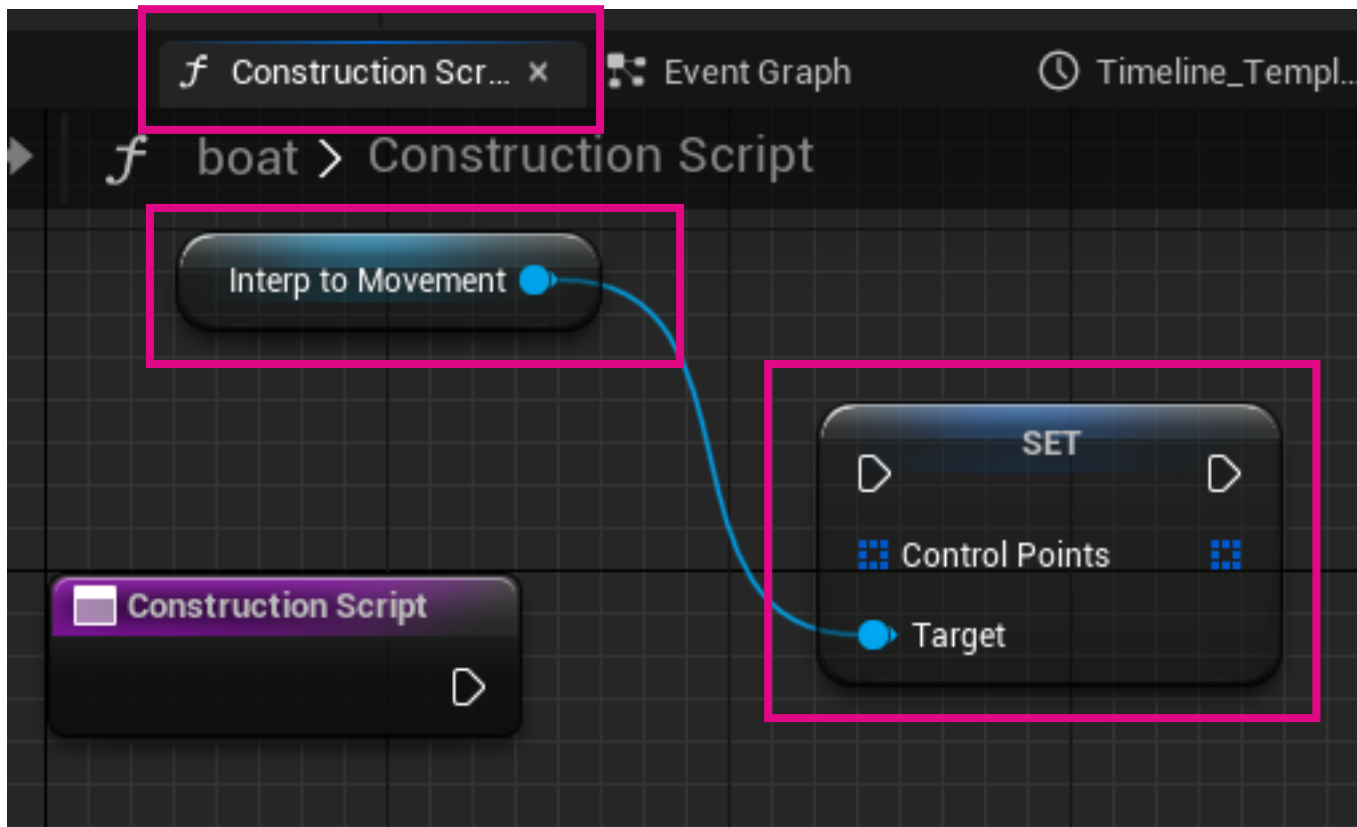 Construction Scr... Event Graph Timeline_Templ...
boat > Construction Script
Interp to Movement
SET
Control Points
Construction Script
Target